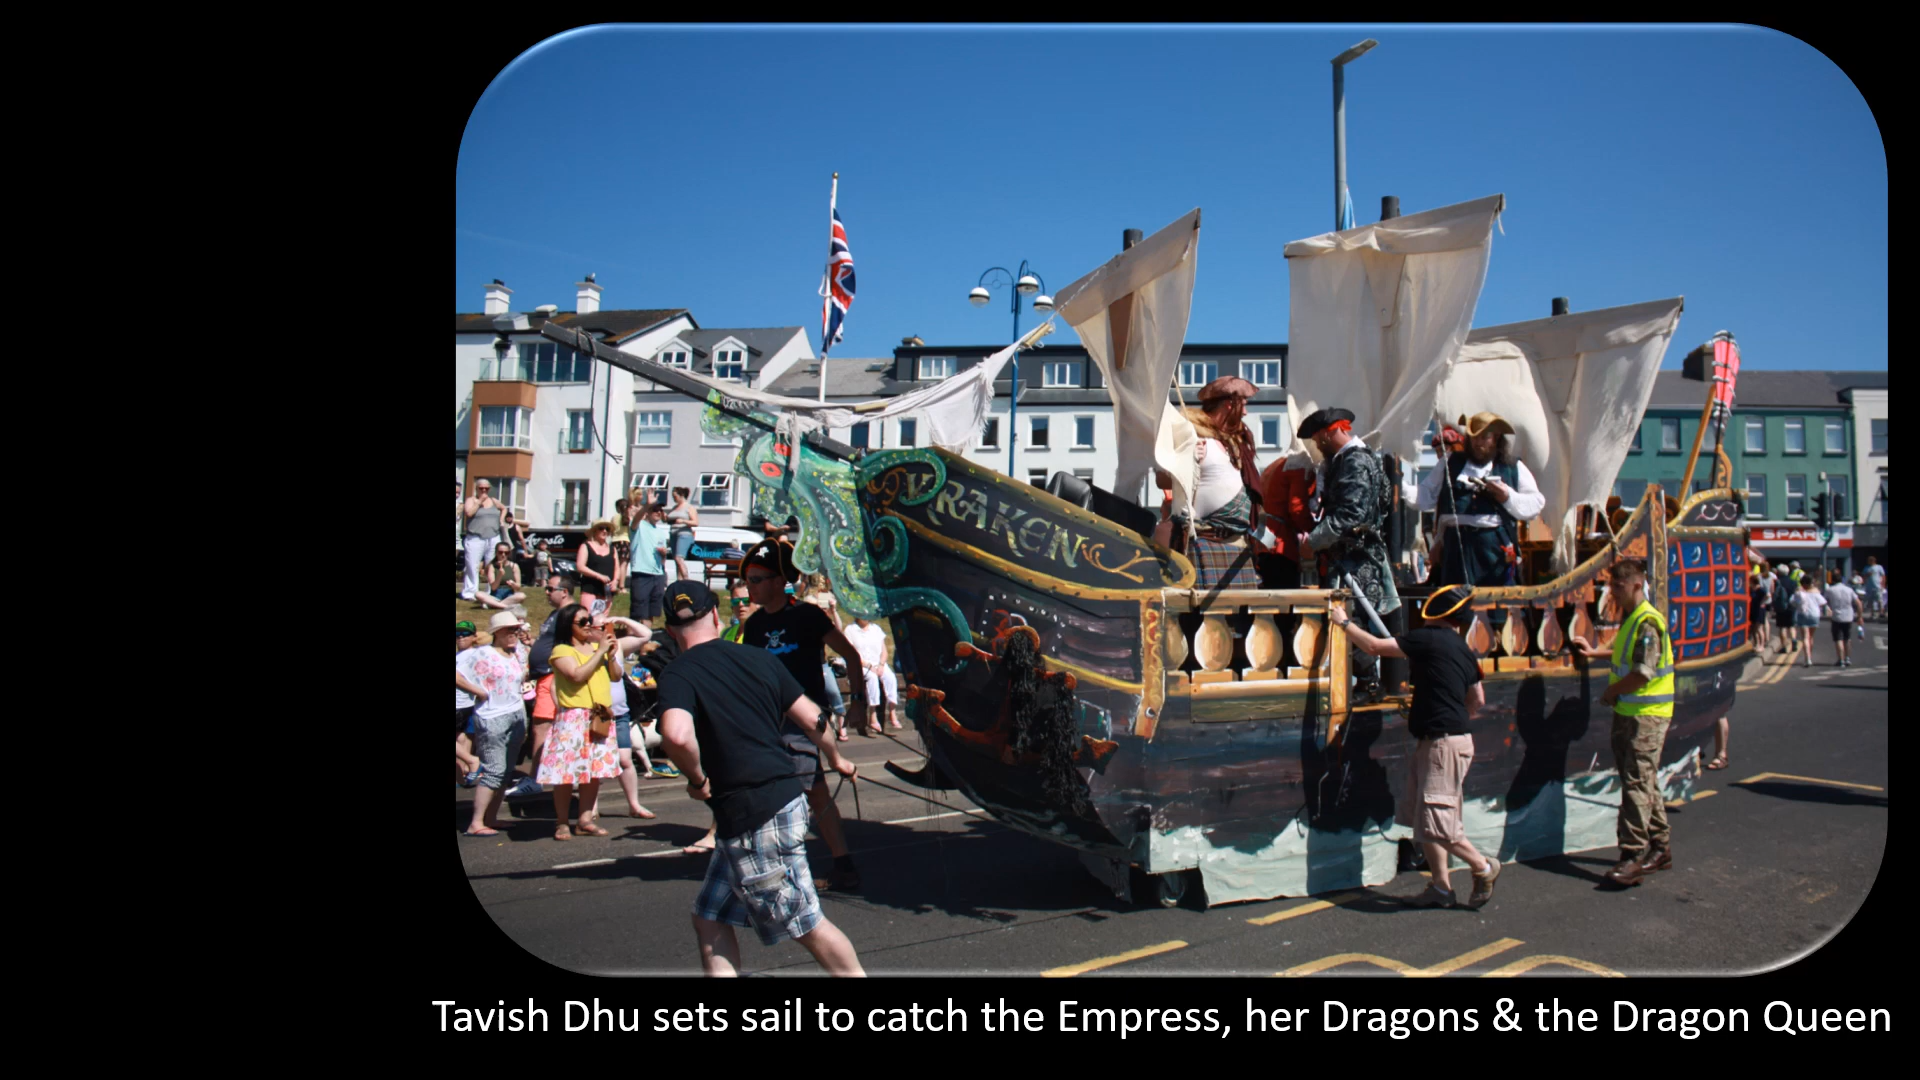 KRAKEN
SPAR
Tavish Dhu sets sail to catch the Empress, her Dragons & the Dragon Queen